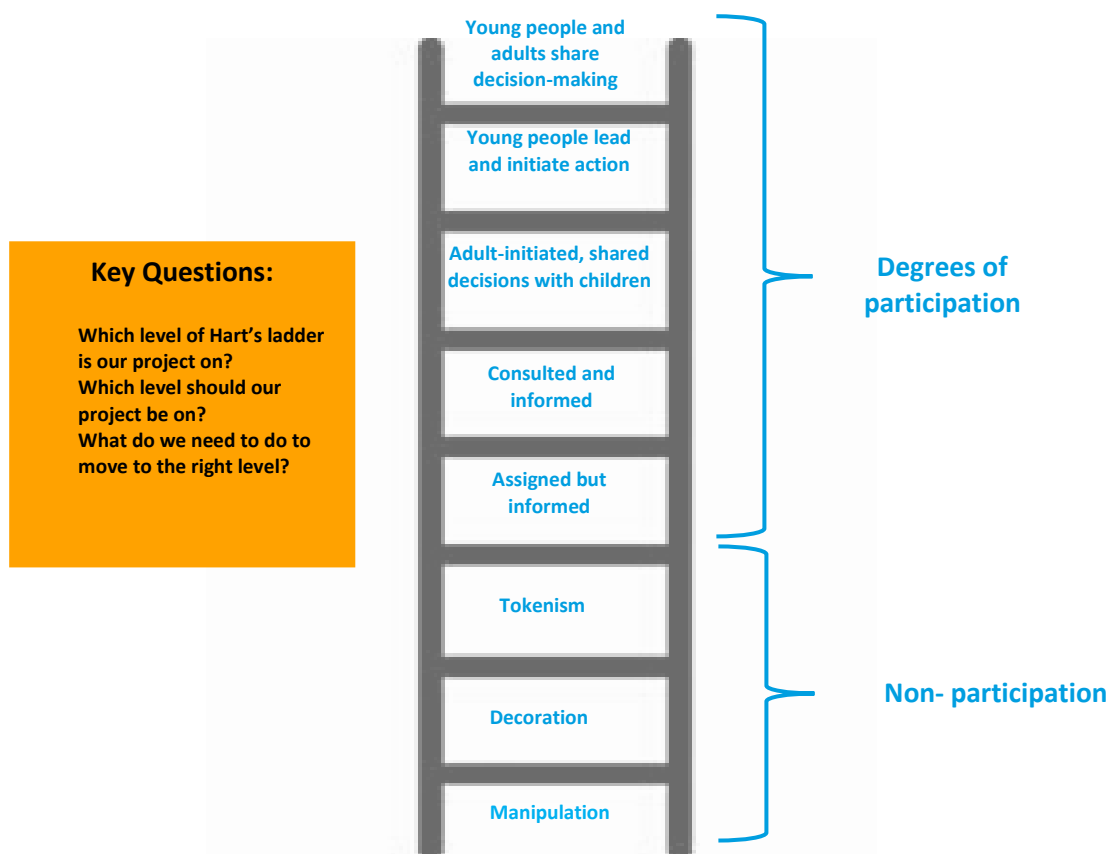 Young people and
adults share
decision-making
Young people lead
and initiate action
Adult-initiated, shared
decisions with children
Consulted and
informed
Assigned but
informed
Tokenism
Decoration
Manipulation
Key Questions:
Which level of Hart's ladder
is our project on?
Which level should our
project be on?
What do we need to do to
move to the right level?
Degrees of
participation
Non- participation